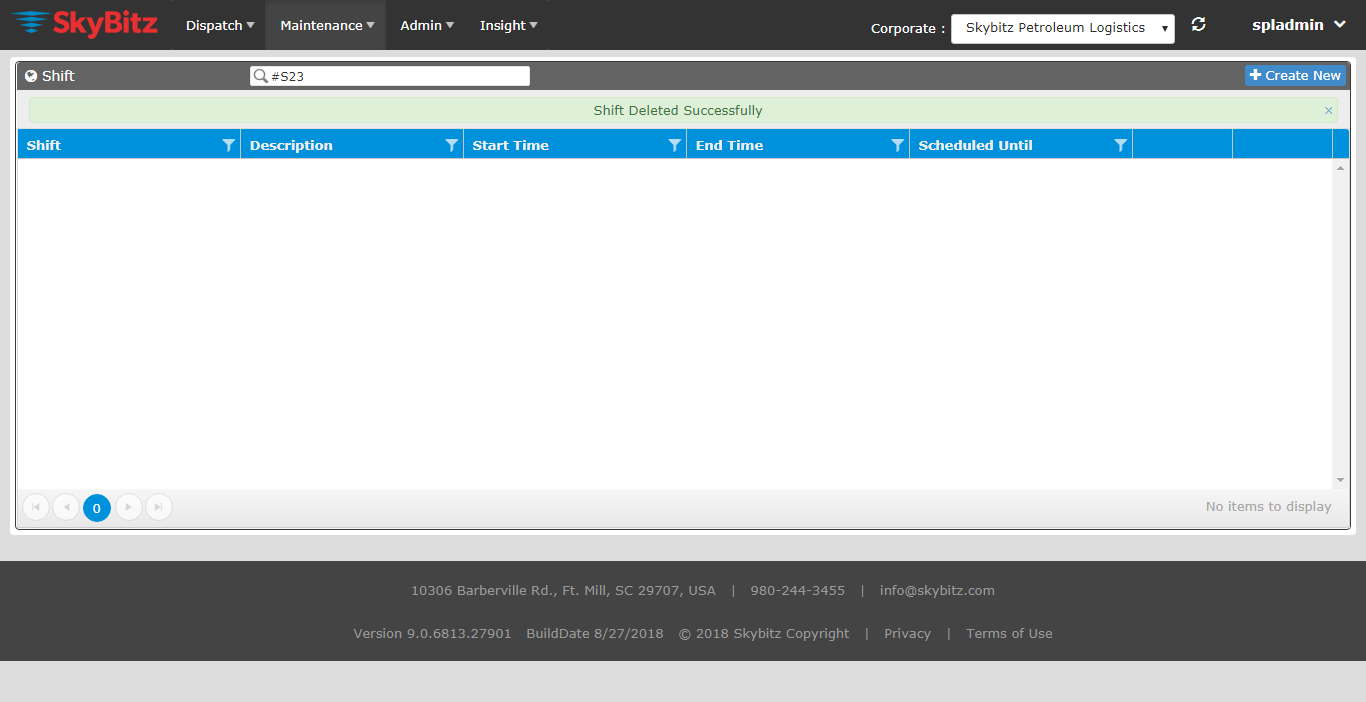 SkyBitz Dispatch Maintenance Admin Insight Corporate : Skybitz Petroleum Logistics spladmin
Shift #S23 Create New
Shift Deleted Successfully ×
Shift Description Start Time End Time Scheduled Until
0 No items to display
10306 Barberville Rd., Ft. Mill, SC 29707, USA | 980-244-3455 | info@skybitz.com
Version 9.0.6813.27901 BuildDate 8/27/2018 © 2018 Skybitz Copyright | Privacy | Terms of Use